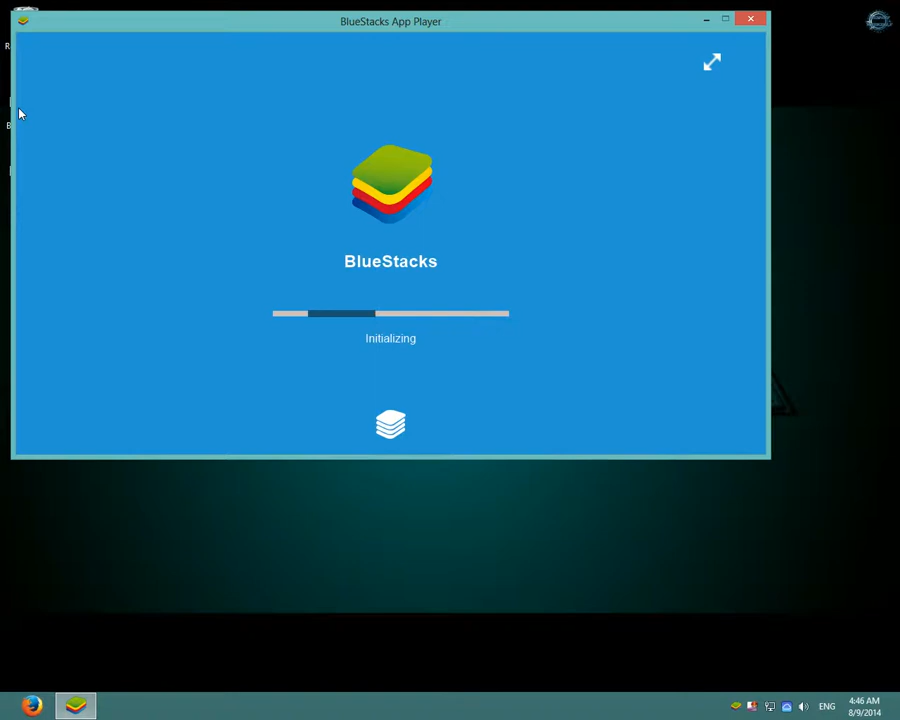 BlueStacks App Player
R
B
BlueStacks
Initializing
ENG
4:46 AM
8/9/2014